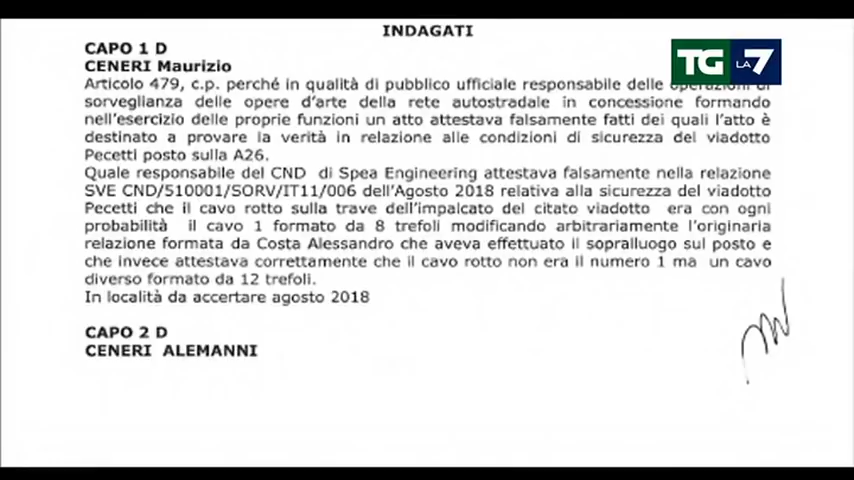 INDAGATI
TG LA 7
CAPO 1 D
CENERI Maurizio
Articolo 479, c.p. perché in qualità di pubblico ufficiale responsabile delle operazioni di
sorveglianza delle opere d'arte della rete autostradale in concessione formando
nell'esercizio delle proprie funzioni un atto attestava falsamente fatti dei quali l'atto è
destinato a provare la verità in relazione alle condizioni di sicurezza del viadotto
Pecetti posto sulla A26.
Quale responsabile del CND di Spea Engineering attestava falsamente nella relazione
SVE CND/510001/SORV/IT11/006 dell'Agosto 2018 relativa alla sicurezza del viadotto
Pecetti che il cavo rotto sulla trave dell'impalcato del citato viadotto era con ogni
probabilità il cavo 1 formato da 8 trefoli modificando arbitrariamente l'originaria
relazione formata da Costa Alessandro che aveva effettuato il sopralluogo sul posto e
che invece attestava correttamente che il cavo rotto non era il numero 1 ma un cavo
diverso formato da 12 trefoli.
In località da accertare agosto 2018
CAPO 2 D
CENERI ALEMANNI